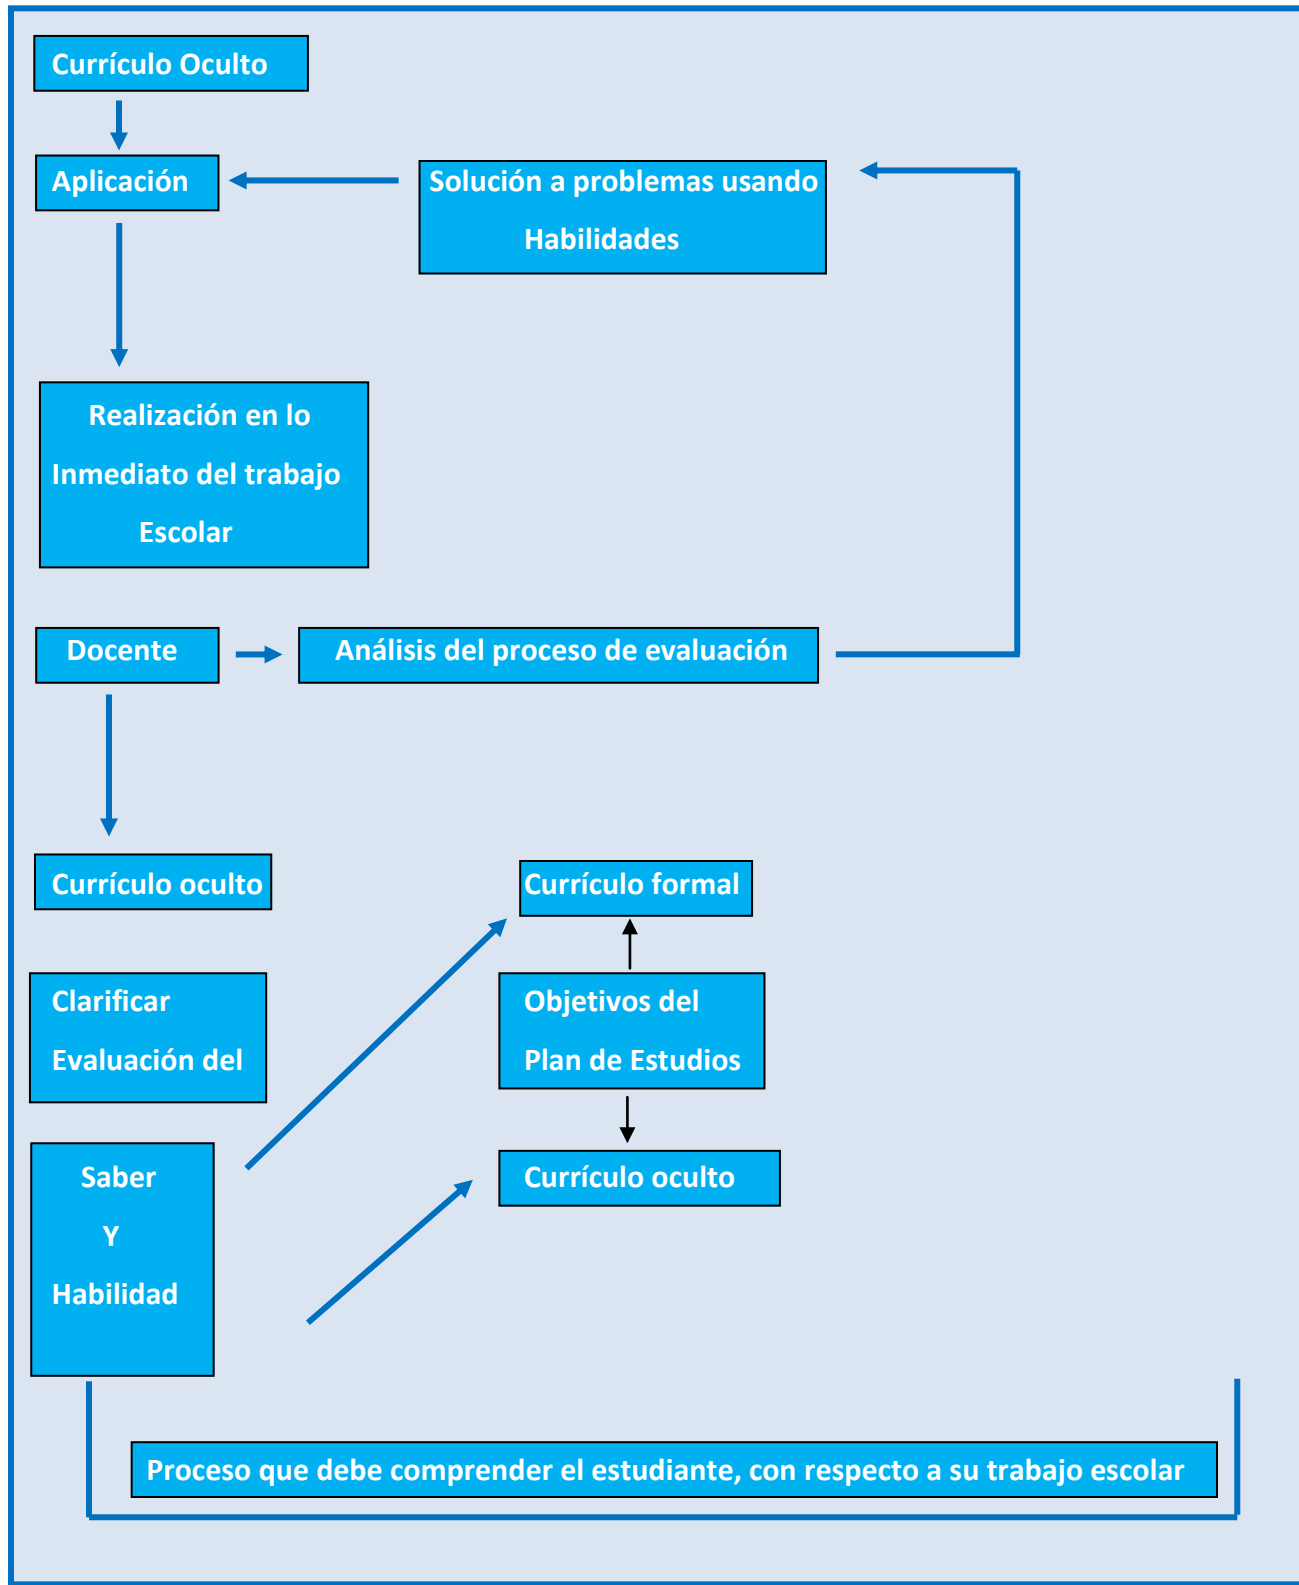 Currículo Oculto
Aplicación
Solución a problemas usando
Habilidades
Realización en lo
Inmediato del trabajo
Escolar
Docente
Análisis del proceso de evaluación
Currículo oculto
Currículo formal
Clarificar
Evaluación del
Objetivos del
Plan de Estudios
Saber
Y
Habilidad
Currículo oculto
Proceso que debe comprender el estudiante, con respecto a su trabajo escolar